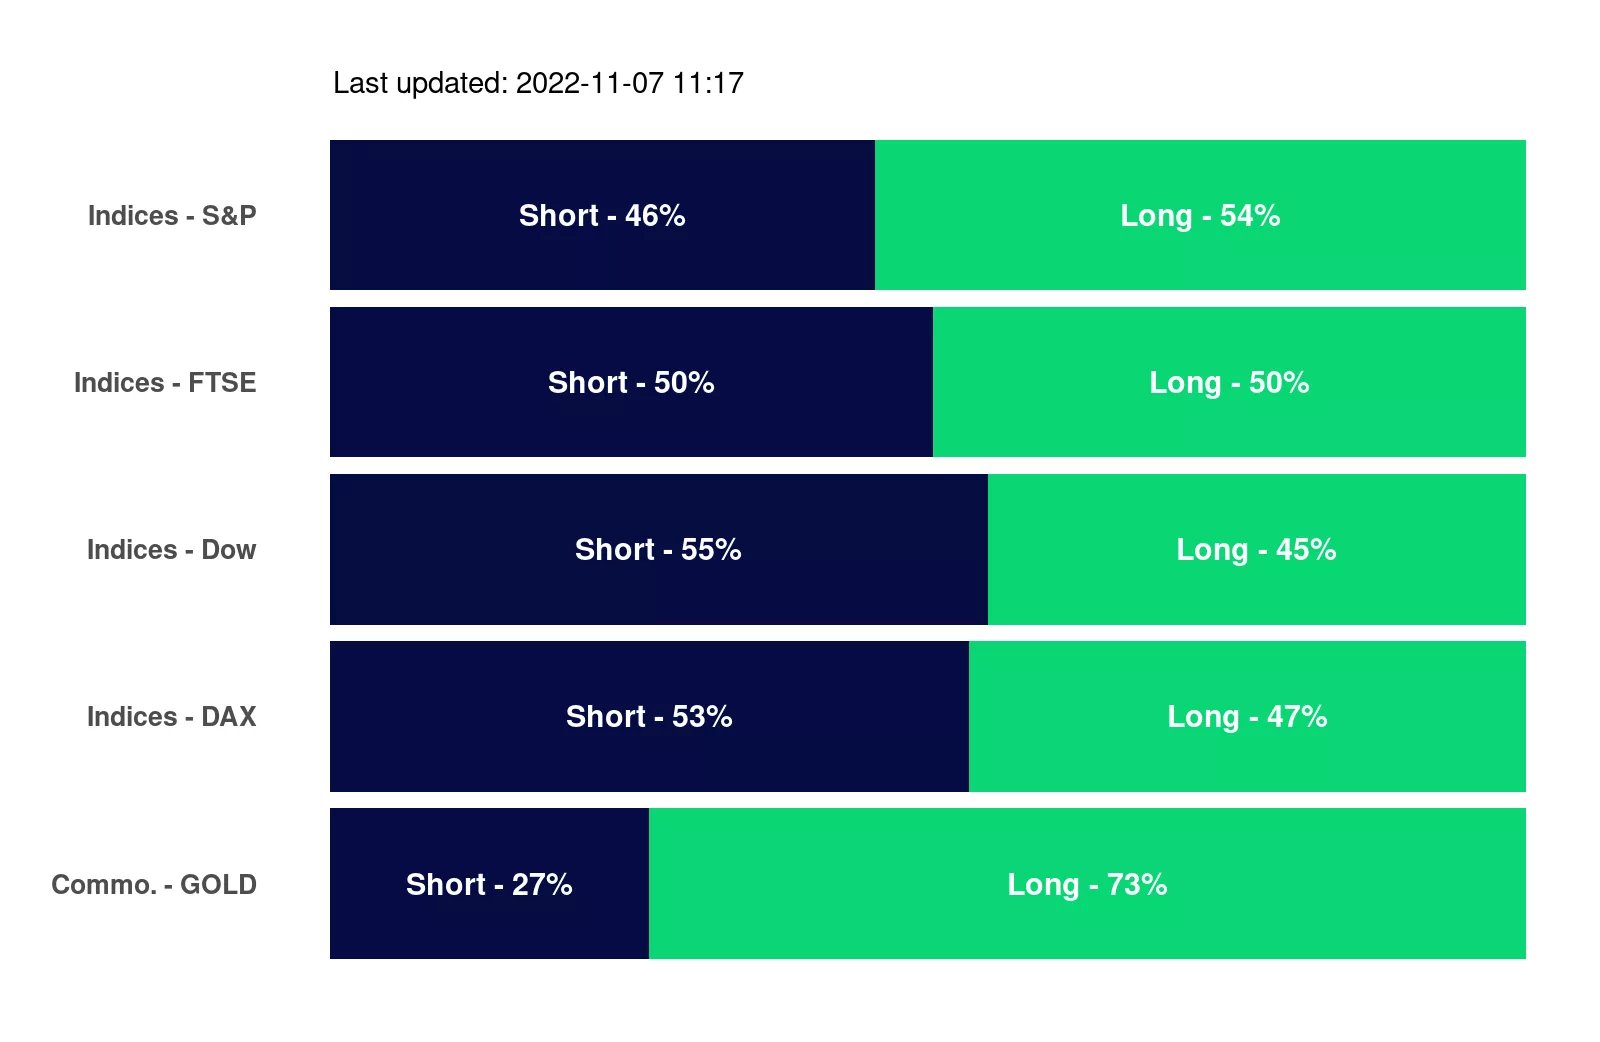 Last updated: 2022-11-07 11:17
Indices - S&P Short - 46% Long - 54%
Indices - FTSE Short - 50% Long - 50%
Indices - Dow Short - 55% Long - 45%
Indices - DAX Short - 53% Long - 47%
Commo. - GOLD Short - 27% Long - 73%